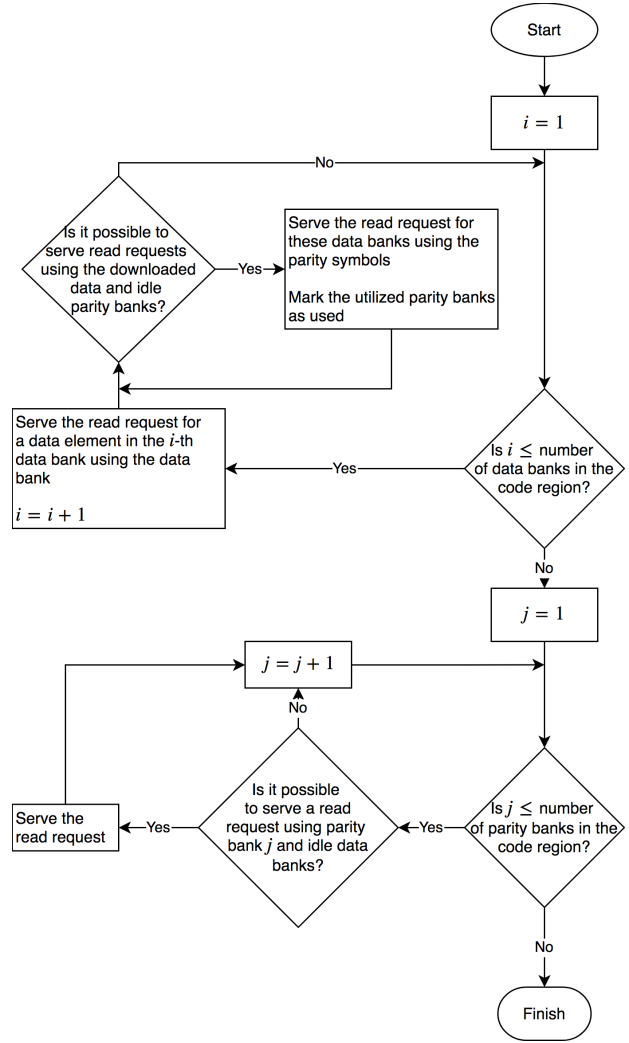 Start
i = 1
No
Is it possible to
serve read requests
using the downloaded
data and idle
parity banks?
Yes
Serve the read request for
these data banks using the
parity symbols
Mark the utilized parity banks
as used
Serve the read request for
a data element in the i-th
data bank using the data
bank
i = i + 1
Yes
Is i ≤ number
of data banks in the
code region?
No
j = 1
j = j + 1
No
Is it possible
to serve a read
request using parity
bank j and idle data
banks?
Yes
Serve the
read request
Yes
Is j ≤ number
of parity banks in the
code region?
No
Finish